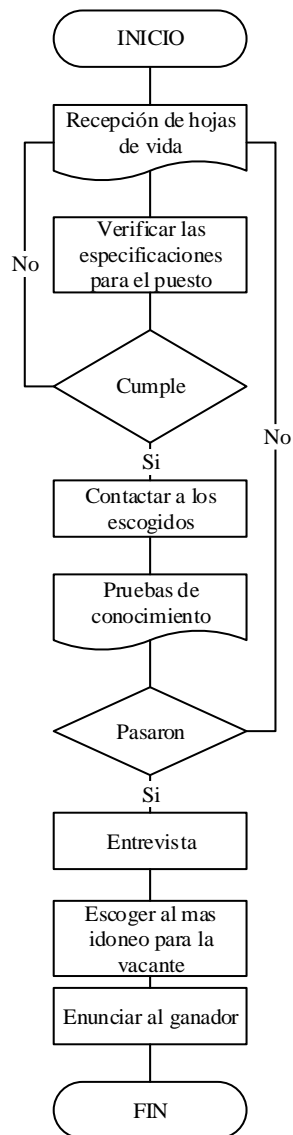 INICIO
Recepción de hojas
de vida
Verificar las
especificaciones
para el puesto
No
Cumple
No
Si
Contactar a los
escogidos
Pruebas de
conocimiento
Pasaron
Si
Entrevista
Escoger al mas
idoneo para la
vacante
Enunciar al ganador
FIN